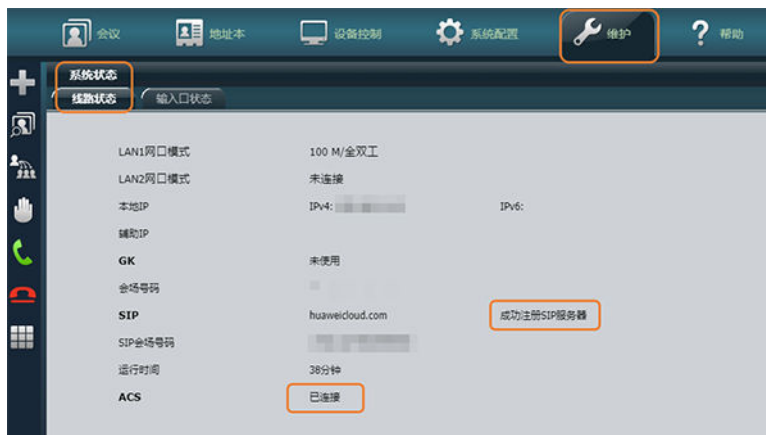 会议 地址本 设备控制 系统配置 维护 帮助
系统状态
线路状态 输入口状态
LAN1网口模式 100 M/全双工
LAN2网口模式 未连接
本地IP IPv4: IPv6:
辅助IP
GK 未使用
会场号码
SIP huaweicloud.com 成功注册SIP服务器
SIP会场号码
运行时间 38分钟
ACS 已连接